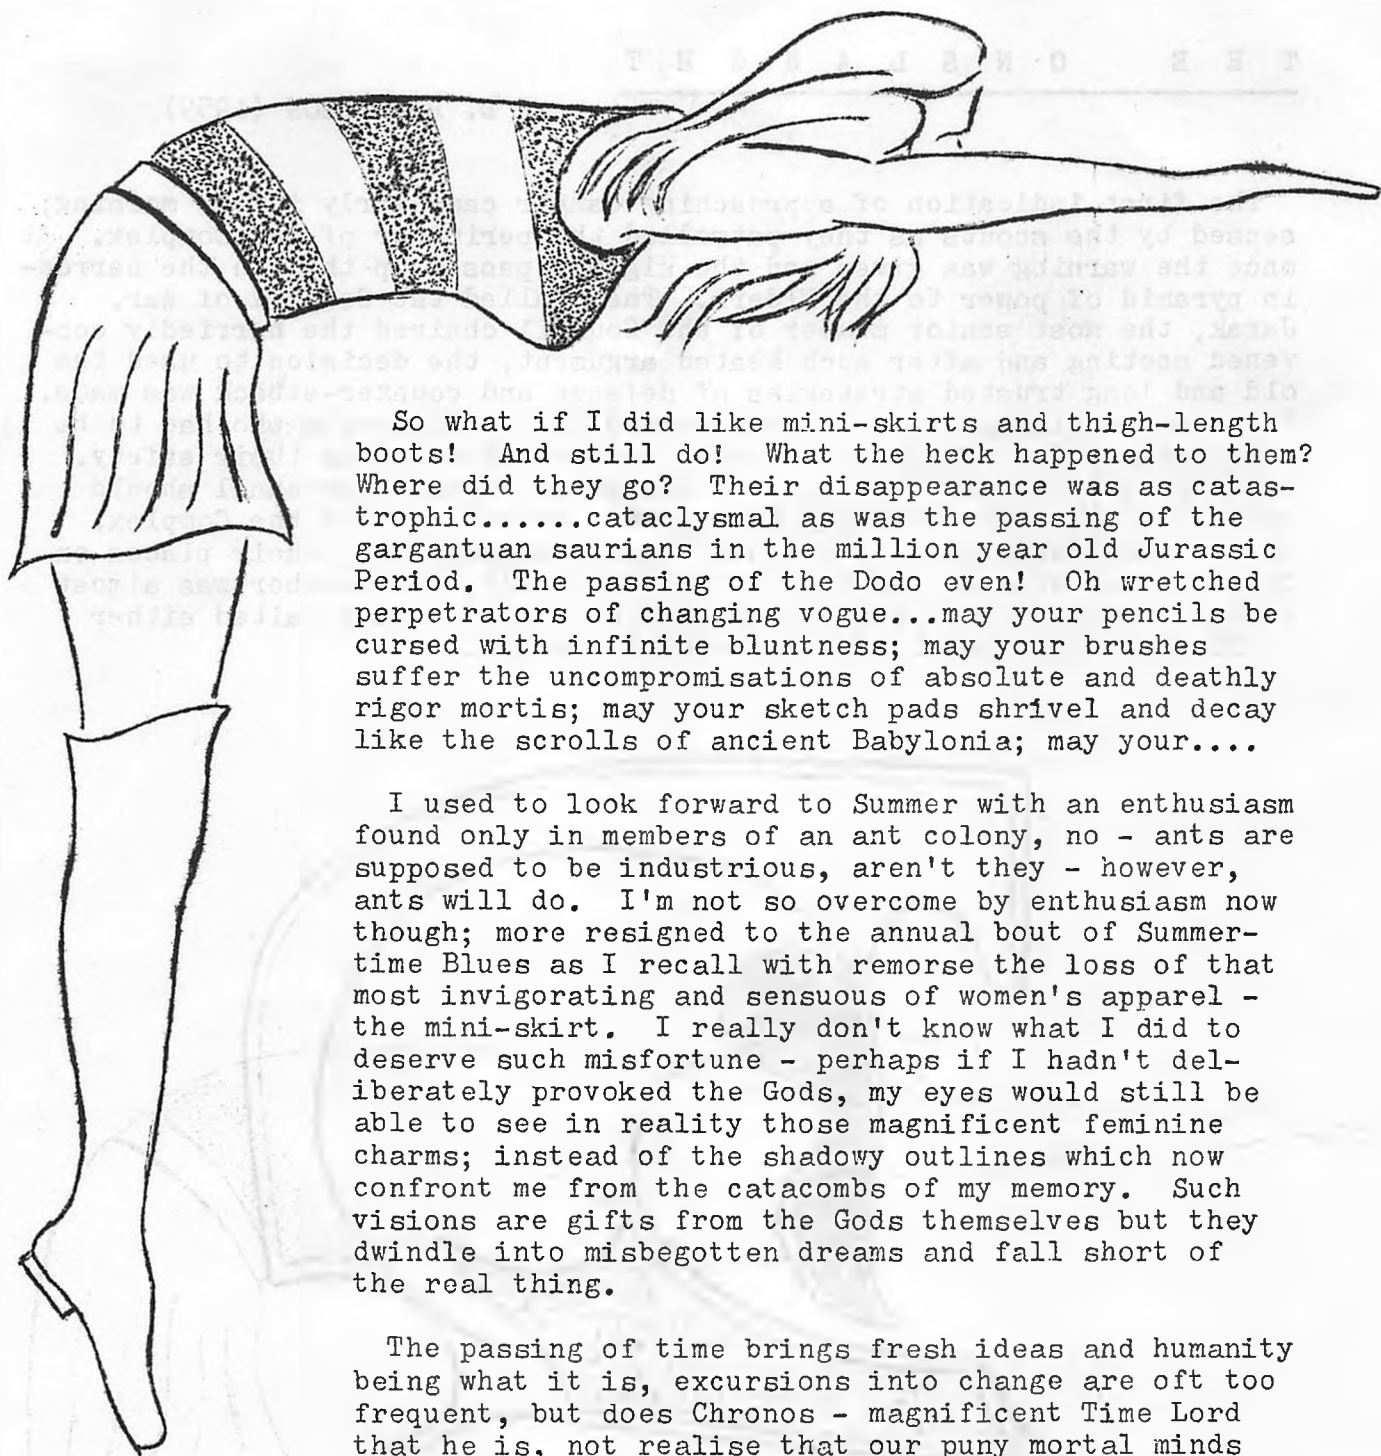 So what if I did like mini-skirts and thigh-length
boots! And still do! What the heck happened to them?
Where did they go? Their disappearance was as catas-
trophic......cataclysmal as was the passing of the
gargantuan saurians in the million year old Jurassic
Period. The passing of the Dodo even! Oh wretched
perpetrators of changing vogue...may your pencils be
cursed with infinite bluntness; may your brushes
suffer the uncompromisations of absolute and deathly
rigor mortis; may your sketch pads shrivel and decay
like the scrolls of ancient Babylonia; may your....
I used to look forward to Summer with an enthusiasm
found only in members of an ant colony, no - ants are
supposed to be industrious, aren't they - however,
ants will do. I'm not so overcome by enthusiasm now
though; more resigned to the annual bout of Summer-
time Blues as I recall with remorse the loss of that
most invigorating and sensuous of women's apparel -
the mini-skirt. I really don't know what I did to
deserve such misfortune - perhaps if I hadn't del-
iberately provoked the Gods, my eyes would still be
able to see in reality those magnificent feminine
charms; instead of the shadowy outlines which now
confront me from the catacombs of my memory. Such
visions are gifts from the Gods themselves but they
dwindle into misbegotten dreams and fall short of
the real thing.
The passing of time brings fresh ideas and humanity
being what it is, excursions into change are oft too
frequent, but does Chronos - magnificent Time Lord
that he is, not realise that our puny mortal minds